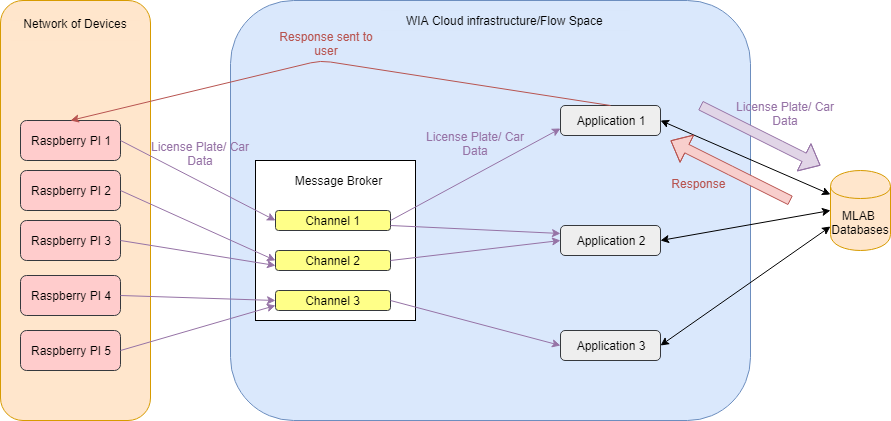 Network of Devices
WIA Cloud infrastructure/Flow Space
Response sent to
user
Raspberry PI 1
Raspberry PI 2
Raspberry PI 3
Raspberry PI 4
Raspberry PI 5
License Plate/ Car
Data
Message Broker
Channel 1
Channel 2
Channel 3
License Plate/ Car
Data
Application 1
Application 2
Application 3
License Plate/ Car
Data
Response
MLAB
Databases